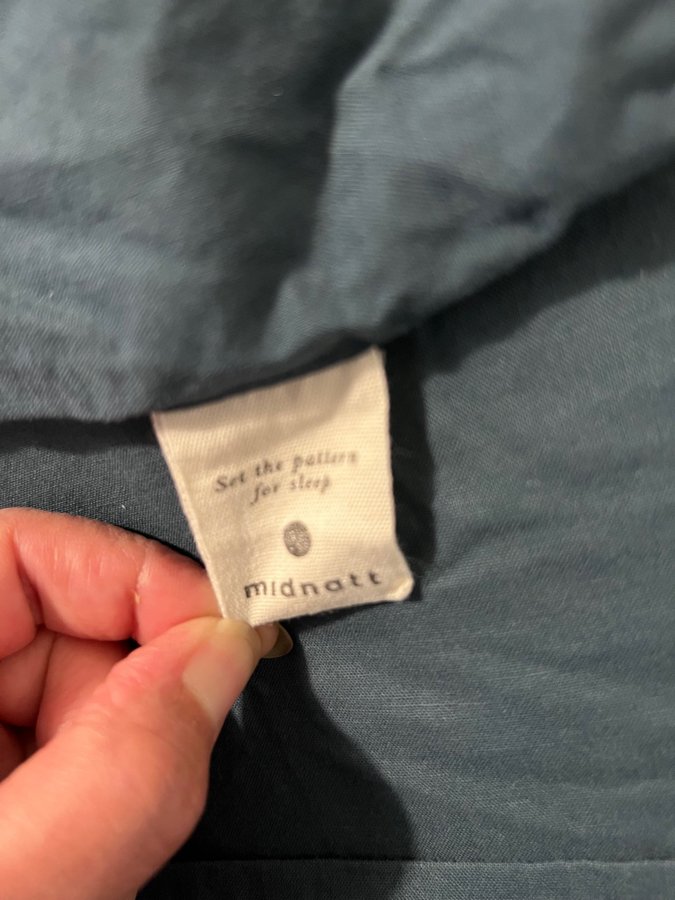 Set the pattern
for sleep
midnatt